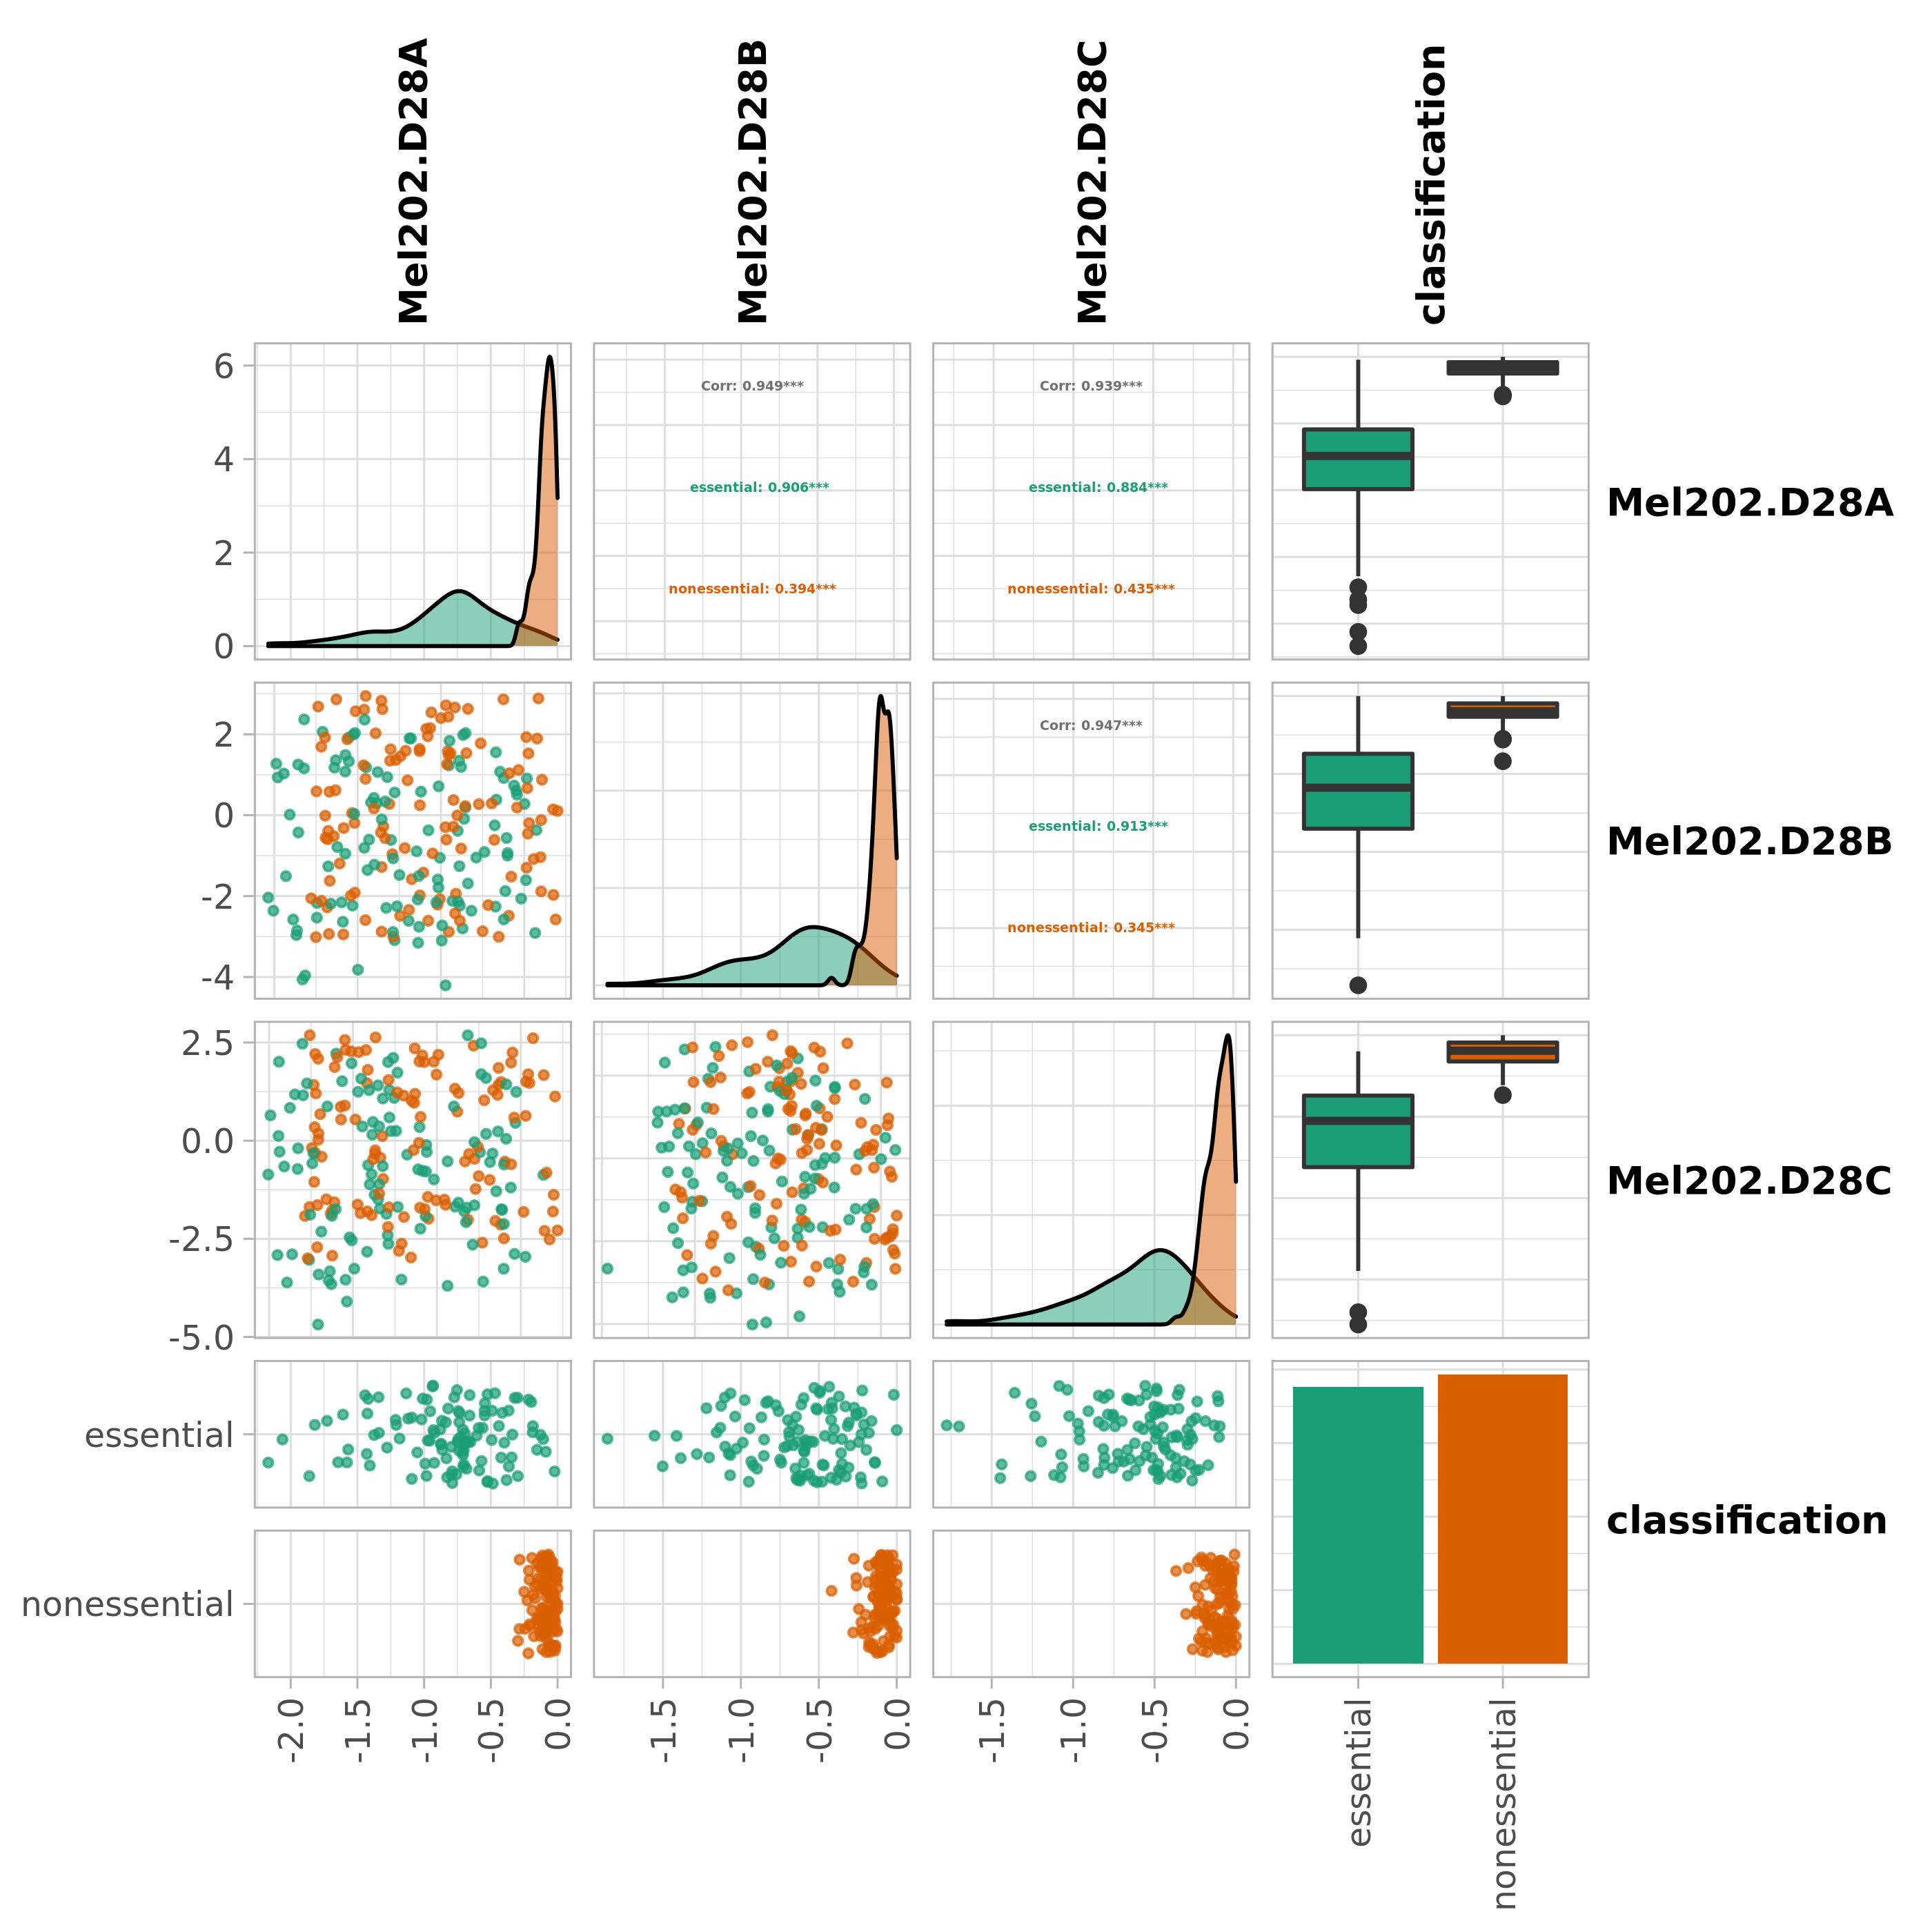 Mel202.D28A
Mel202.D28B
Mel202.D28C
classification
6
4
2
0
Corr: 0.949***
essential: 0.906***
nonessential: 0.394***
Corr: 0.939***
essential: 0.884***
nonessential: 0.435***
Mel202.D28A
2
0
-2
-4
Corr: 0.947***
essential: 0.913***
nonessential: 0.345***
Mel202.D28B
2.5
0.0
-2.5
-5.0
Mel202.D28C
essential
nonessential
classification
-2.0
-1.5
-1.0
-0.5
0.0
-1.5
-1.0
-0.5
0.0
-1.5
-1.0
-0.5
0.0
essential
nonessential